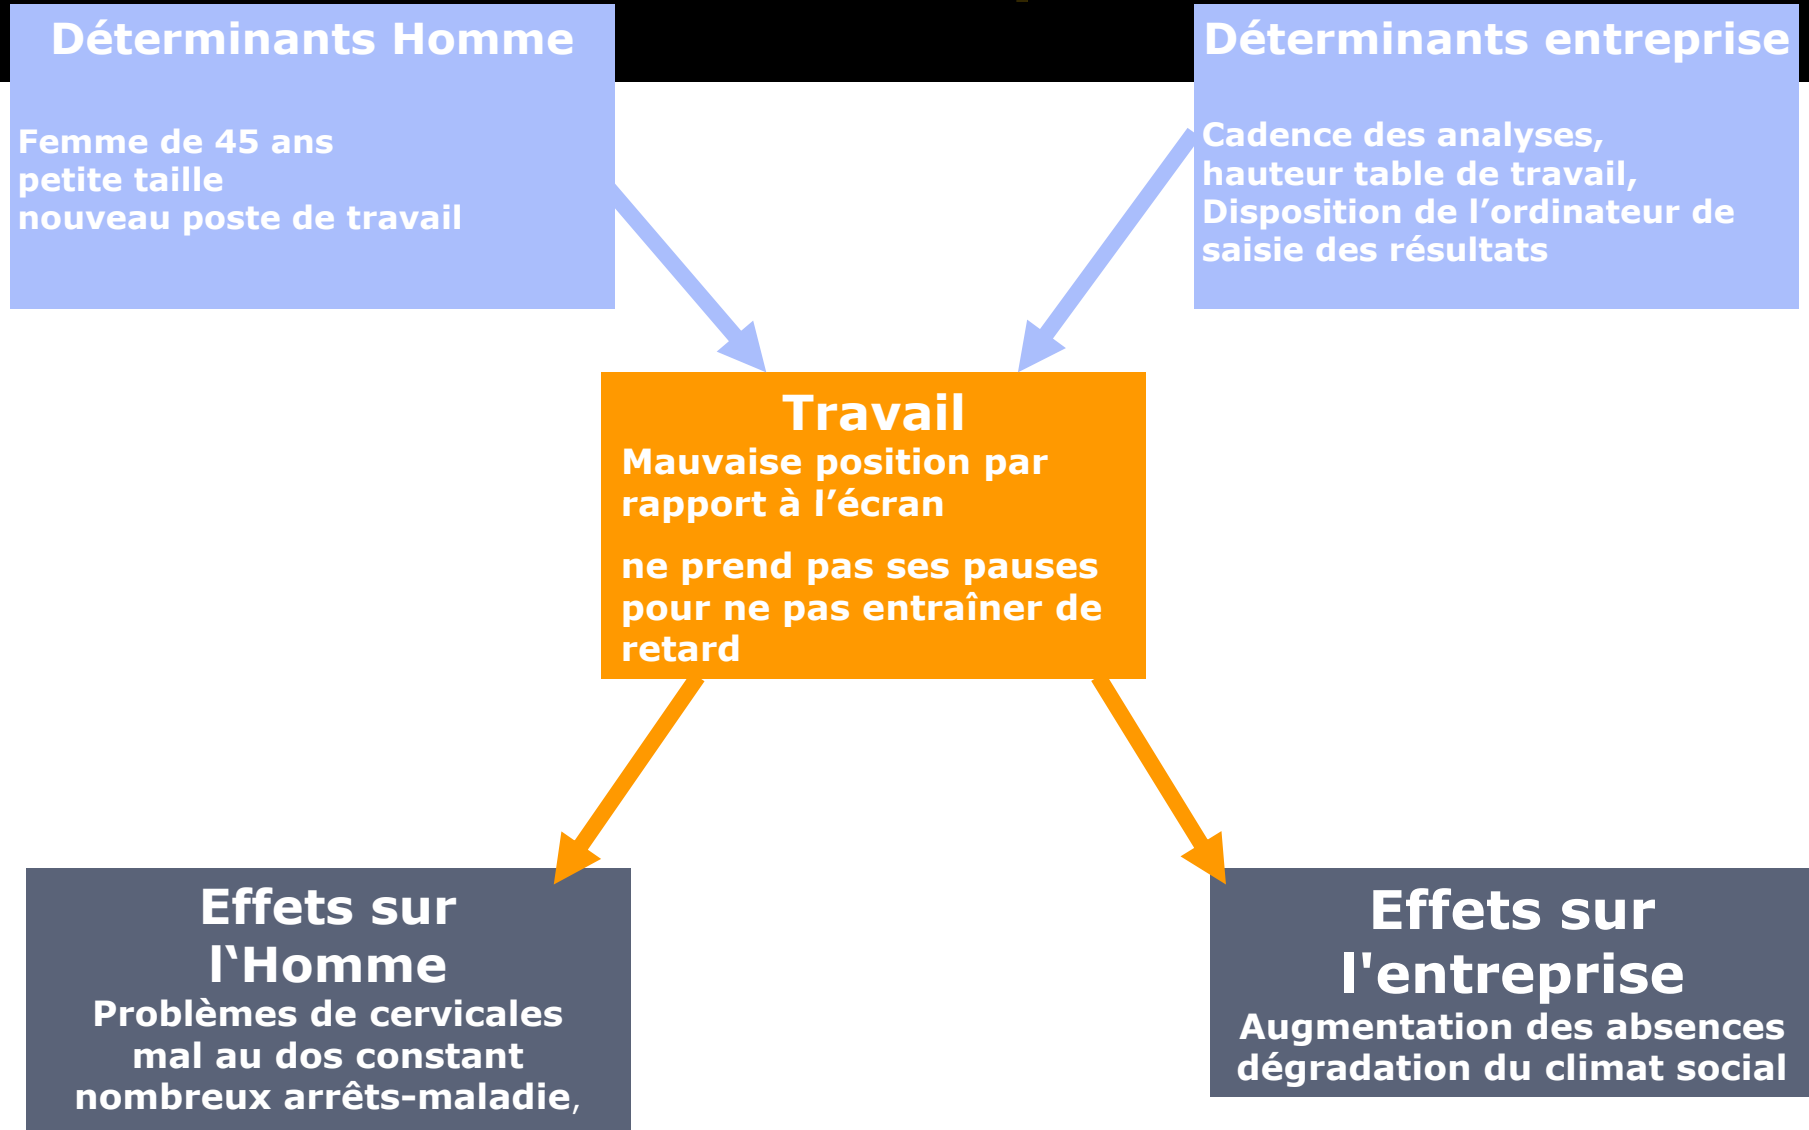 Déterminants Homme
Femme de 45 ans
petite taille
nouveau poste de travail
Déterminants entreprise
Cadence des analyses,
hauteur table de travail,
Disposition de l’ordinateur de
saisie des résultats
Travail
Mauvaise position par
rapport à l’écran
ne prend pas ses pauses
pour ne pas entraîner de
retard
Effets sur
l‛Homme
Problèmes de cervicales
mal au dos constant
nombreux arrêts–maladie,
Effets sur
l'entreprise
Augmentation des absences
dégradation du climat social